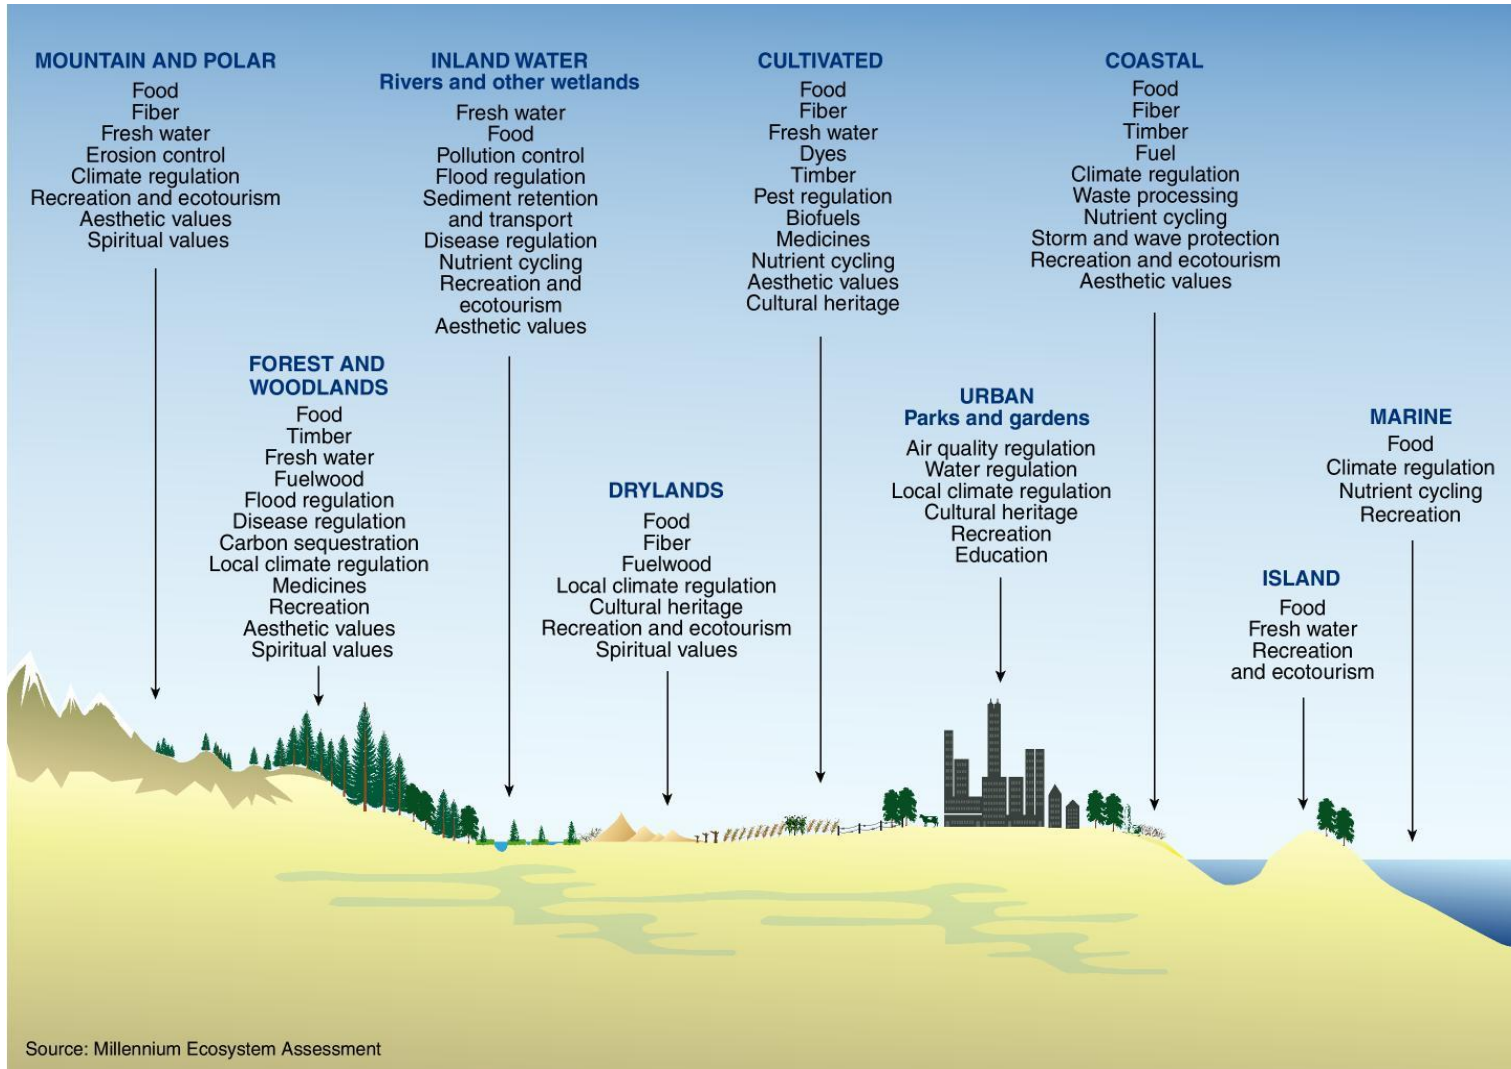 MOUNTAIN AND POLAR
Food
Fiber
Fresh water
Erosion control
Climate regulation
Recreation and ecotourism
Aesthetic values
Spiritual values
FOREST AND
WOODLANDS
Food
Timber
Fresh water
Fuelwood
Flood regulation
Disease regulation
Carbon sequestration
Local climate regulation
Medicines
Recreation
Aesthetic values
Spiritual values
INLAND WATER
Rivers and other wetlands
Fresh water
Food
Pollution control
Flood regulation
Sediment retention
and transport
Disease regulation
Nutrient cycling
Recreation and
ecotourism
Aesthetic values
DRYLANDS
Food
Fiber
Fuelwood
Local climate regulation
Cultural heritage
Recreation and ecotourism
Spiritual values
CULTIVATED
Food
Fiber
Fresh water
Dyes
Timber
Pest regulation
Biofuels
Medicines
Nutrient cycling
Aesthetic values
Cultural heritage
URBAN
Parks and gardens
Air quality regulation
Water regulation
Local climate regulation
Cultural heritage
Recreation
Education
COASTAL
Food
Fiber
Timber
Fuel
Climate regulation
Waste processing
Nutrient cycling
Storm and wave protection
Recreation and ecotourism
Aesthetic values
ISLAND
Food
Fresh water
Recreation
and ecotourism
MARINE
Food
Climate regulation
Nutrient cycling
Recreation
Source: Millennium Ecosystem Assessment